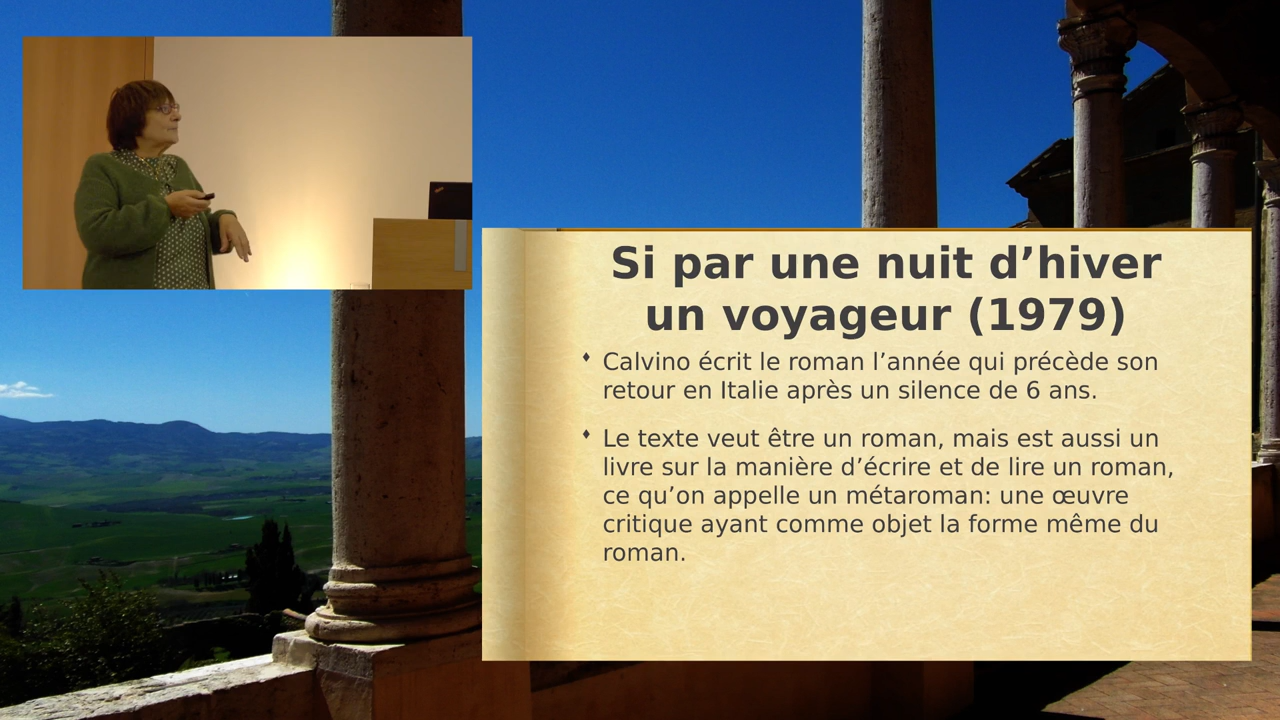 Si par une nuit d’hiver
un voyageur (1979)
Calvino écrit le roman l’année qui précède son
retour en Italie après un silence de 6 ans.
Le texte veut être un roman, mais est aussi un
livre sur la manière d’écrire et de lire un roman,
ce qu’on appelle un métaroman: une œuvre
critique ayant comme objet la forme même du
roman.